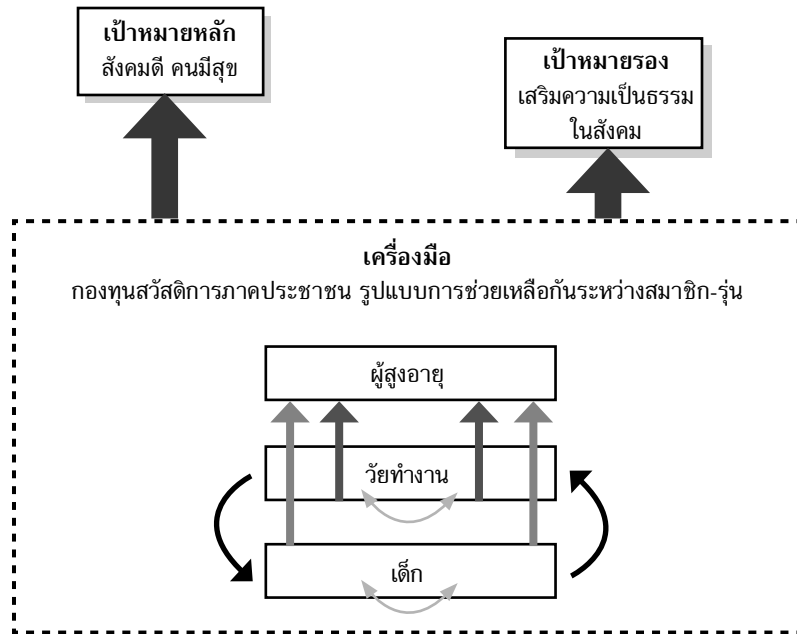 เป้าหมายหลัก
สังคมดี คนมีสุข
เป้าหมายรอง
เสริมความเป็นธรรม
ในสังคม
เครื่องมือ
กองทุนสวัสดิการภาคประชาชน รูปแบบการช่วยเหลือกันระหว่างสมาชิก-รุ่น
ผู้สูงอายุ
วัยทำงาน
เด็ก